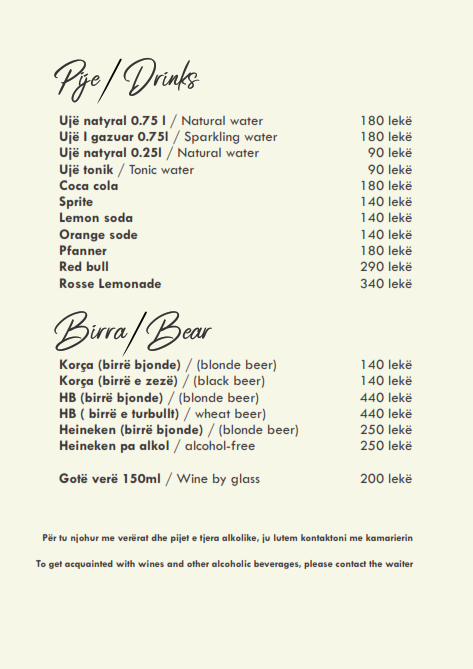 Pije/Drinks
Ujë natyral 0.75 l / Natural water 180 lekë
Ujë I gazuar 0.75l / Sparkling water 180 lekë
Ujë natyral 0.25l / Natural water 90 lekë
Ujë tonik / Tonic water 90 lekë
Coca cola 180 lekë
Sprite 140 lekë
Lemon soda 140 lekë
Orange sode 140 lekë
Pfanner 180 lekë
Red bull 290 lekë
Rosse Lemonade 340 lekë
Birra/Bear
Korça (birrë bjonde) / (blonde beer) 140 lekë
Korça (birrë e zezë) / (black beer) 140 lekë
HB (birrë bjonde) / (blonde beer) 440 lekë
HB ( birrë e turbullt) / wheat beer) 440 lekë
Heineken (birrë bjonde) / (blonde beer) 250 lekë
Heineken pa alkol / alcohol-free 250 lekë
Gotë verë 150ml / Wine by glass 200 lekë
Për tu njohur me verërat dhe pijet e tjera alkolike, ju lutem kontaktoni me kamarierin
To get acquainted with wines and other alcoholic beverages, please contact the waiter